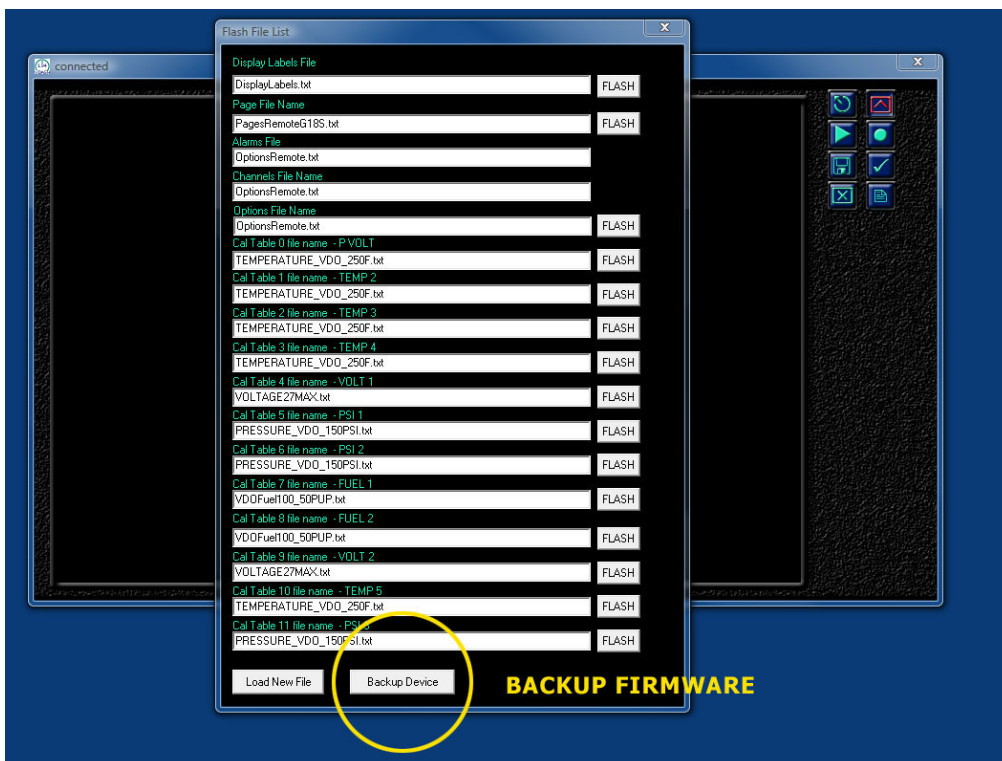 Flash File List
connected
Display Labels File
DisplayLabels.txt FLASH
Page File Name
PagesRemoteG18S.txt FLASH
Alarms File
OptionsRemote.txt
Channels File Name
OptionsRemote.txt
Options File Name
OptionsRemote.txt FLASH
Cal Table 0 file name - P VOLT
TEMPERATURE_VDO_250F.txt FLASH
Cal Table 1 file name - TEMP 2
TEMPERATURE_VDO_250F.txt FLASH
Cal Table 2 file name - TEMP 3
TEMPERATURE_VDO_250F.txt FLASH
Cal Table 3 file name - TEMP 4
TEMPERATURE_VDO_250F.txt FLASH
Cal Table 4 file name - VOLT 1
VOLTAGE27MAX.txt FLASH
Cal Table 5 file name - PSI 1
PRESSURE_VDO_150PSI.txt FLASH
Cal Table 6 file name - PSI 2
PRESSURE_VDO_150PSI.txt FLASH
Cal Table 7 file name - FUEL 1
VDOFuel100_50PUP.txt FLASH
Cal Table 8 file name - FUEL 2
VDOFuel100_50PUP.txt FLASH
Cal Table 9 file name - VOLT 2
VOLTAGE27MAX.txt FLASH
Cal Table 10 file name - TEMP 5
TEMPERATURE_VDO_250F.txt FLASH
Cal Table 11 file name - PSI
PRESSURE_VDO_150PSI.txt FLASH
Load New File Backup Device BACKUP FIRMWARE